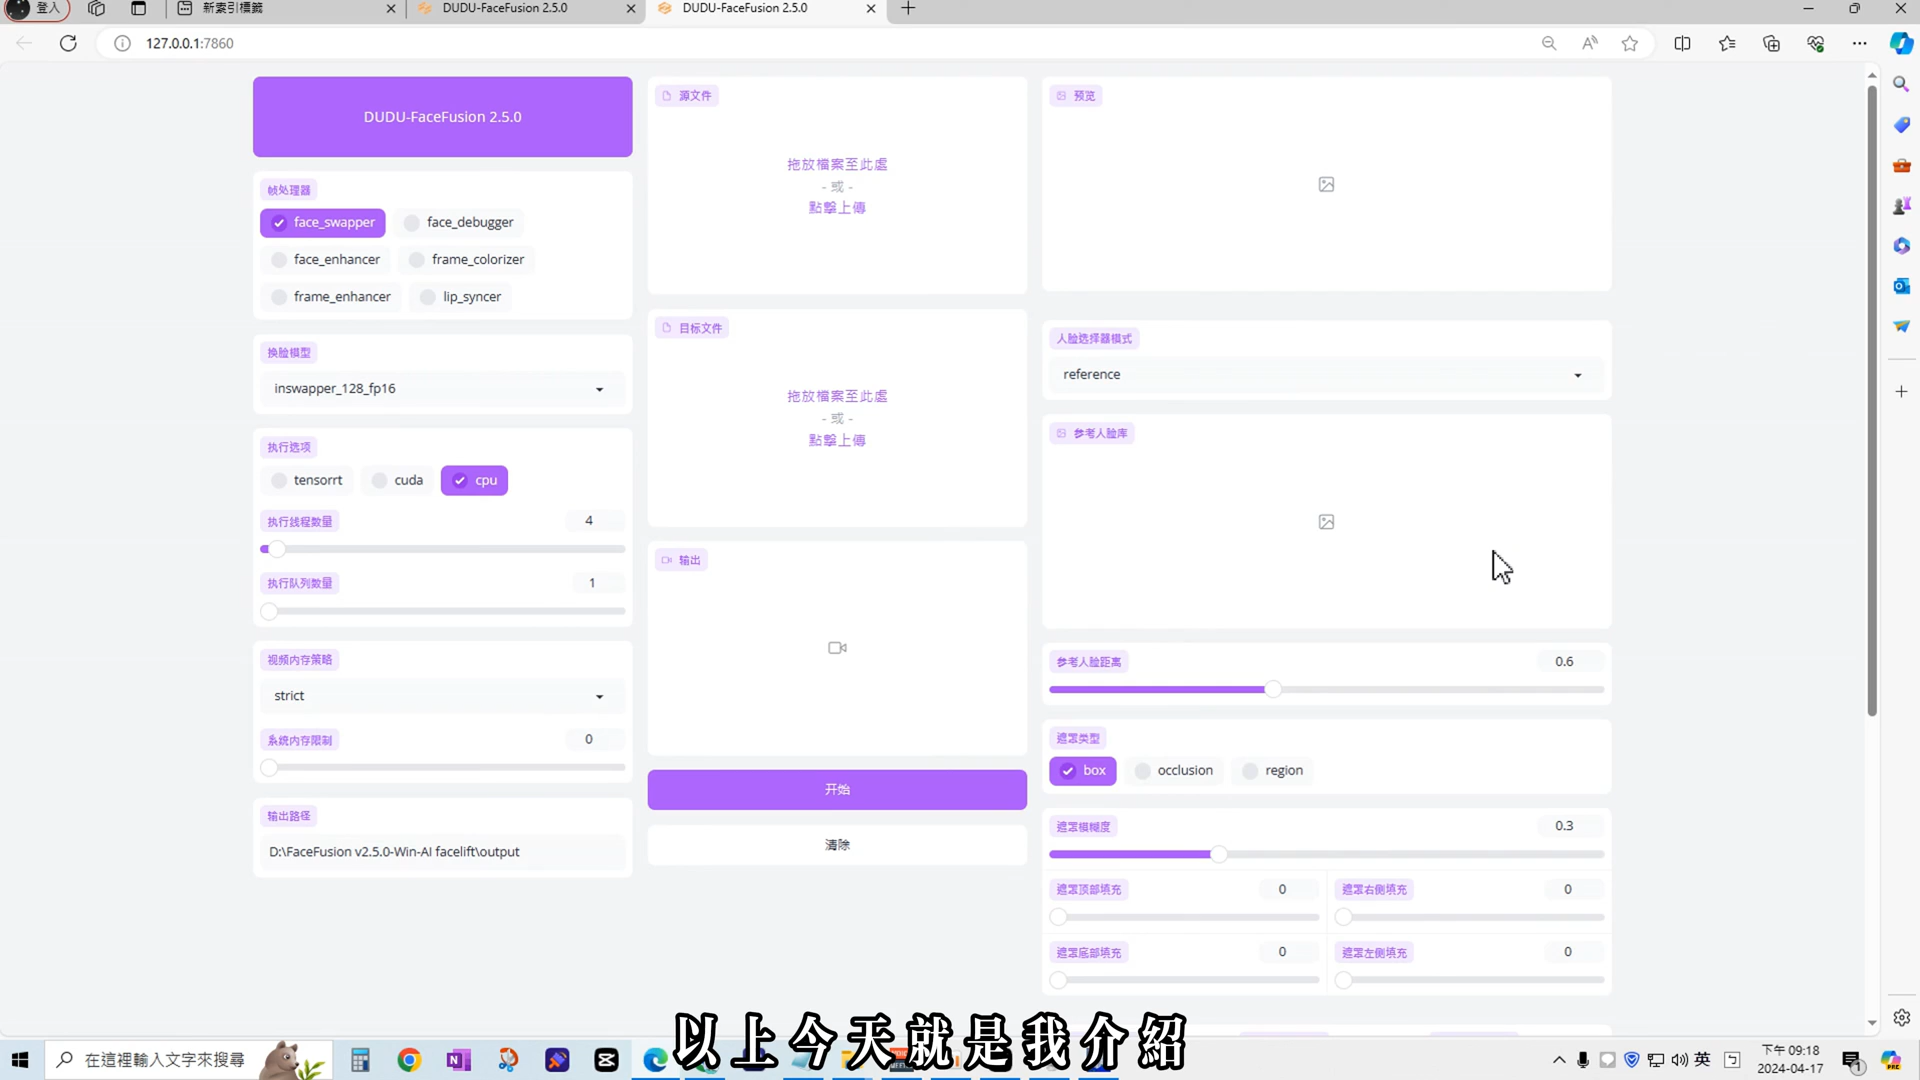 登入
新索引標籤
DUDU-FaceFusion 2.5.0
DUDU-FaceFusion 2.5.0
127.0.0.1:7860
DUDU-FaceFusion 2.5.0
帧处理器
face_swapper
face_debugger
face_enhancer
frame_colorizer
frame_enhancer
lip_syncer
换脸模型
inswapper_128_fp16
执行选项
tensorrt
cuda
cpu
执行线程数量
4
执行队列数量
1
视频内存策略
strict
系统内存限制
0
输出路径
D:\FaceFusion v2.5.0-Win-AI facelift\output
源文件
拖放檔案至此處
- 或 -
點擊上傳
目标文件
拖放檔案至此處
- 或 -
點擊上傳
输出
开始
清除
预览
人脸选择器模式
reference
参考人脸库
参考人脸距离
0.6
遮罩类型
box
occlusion
region
遮罩模糊度
0.3
遮罩顶部填充
0
遮罩右侧填充
0
遮罩底部填充
0
遮罩左侧填充
0
以上今天就是我介紹
在這裡輸入文字來搜尋
英
下午 09:18
2024-04-17
1